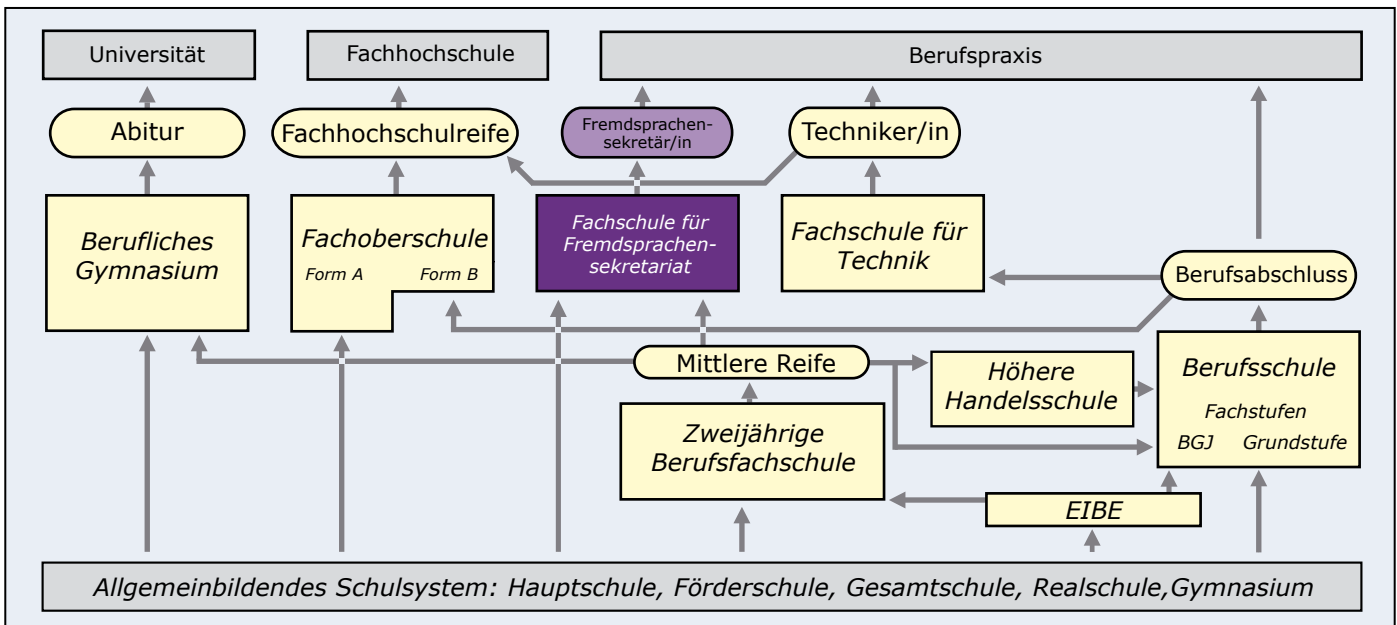 Universität
Fachhochschule
Berufspraxis
Abitur
Fachhochschulreife
Fremdsprachen-
sekretär/in
Techniker/in
Berufliches
Gymnasium
Fachoberschule
Form A Form B
Fachschule für
Fremdsprachen-
sekretariat
Fachschule für
Technik
Berufsabschluss
Mittlere Reife
Höhere
Handelsschule
Berufsschule
Fachstufen
BGJ Grundstufe
Zweijährige
Berufsfachschule
EIBE
Allgemeinbildendes Schulsystem: Hauptschule, Förderschule, Gesamtschule, Realschule,Gymnasium